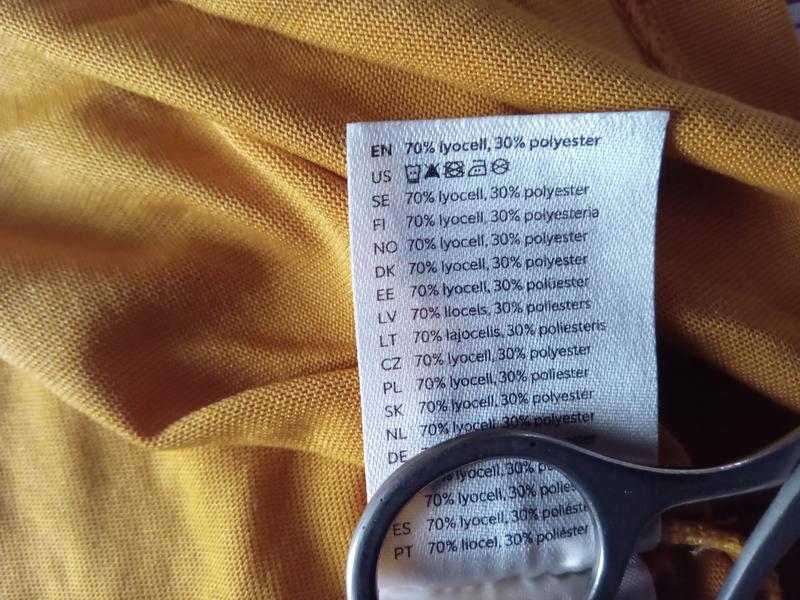 EN 70% lyocell, 30% polyester
US
SE 70% lyocell, 30% polyester
FI 70% lyocell, 30% polyesteria
NO 70% lyocell, 30% polyester
DK 70% lyocell, 30% polyester
EE 70% lyocell, 30% polüester
LV 70% liocels, 30% poliesters
LT 70% lajocelis, 30% poliesteris
CZ 70% lyocell, 30% polyester
PL 70% lyocell, 30% poliester
SK 70% lyocell, 30% polyester
NL 70% lyocell, 30% polyester
DE
lyocell, 30%
70% lyocell, 30%
ES 70% lyocell, 30%
PT 70% liocel, 30% poliéster